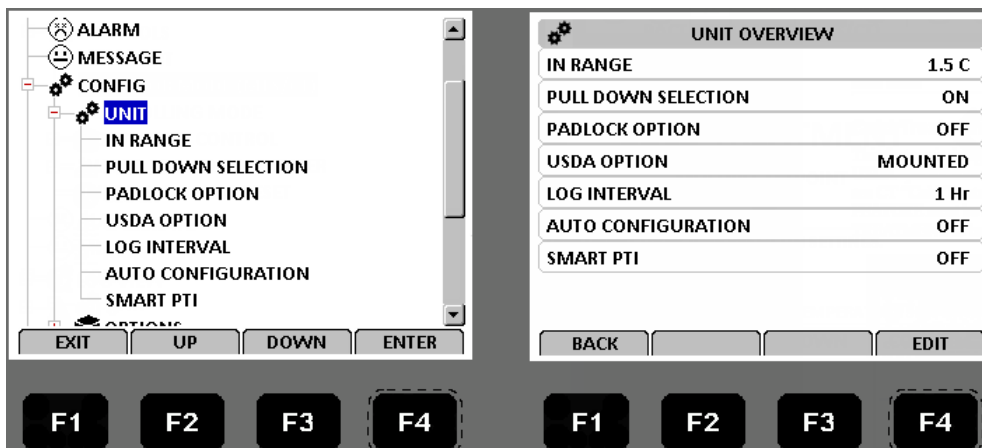 ALARM
MESSAGE
CONFIG
UNIT
IN RANGE
PULL DOWN SELECTION
PADLOCK OPTION
USDA OPTION
LOG INTERVAL
AUTO CONFIGURATION
SMART PTI
OPTIONS
EXIT UP DOWN ENTER
F1 F2 F3 F4
UNIT OVERVIEW
IN RANGE 1.5 C
PULL DOWN SELECTION ON
PADLOCK OPTION OFF
USDA OPTION MOUNTED
LOG INTERVAL 1 Hr
AUTO CONFIGURATION OFF
SMART PTI OFF
BACK EDIT
F1 F2 F3 F4